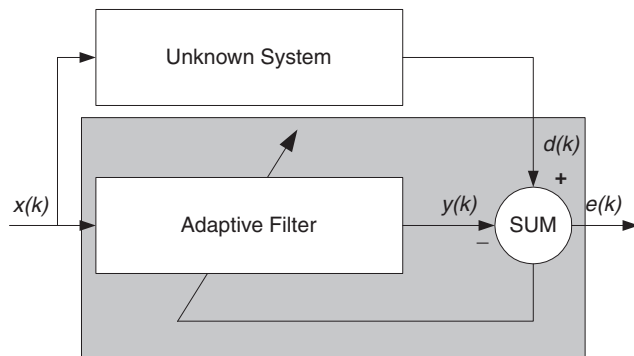 Unknown System
d(k)
+
x(k)
Adaptive Filter
y(k)
–
SUM
e(k)